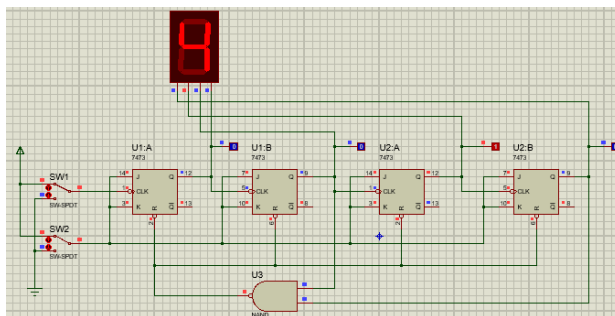 4
U1:A
7473
U1:B
7473
U2:A
7473
U2:B
7473
0
0
1
SW1
SW-SPDT
SW2
SW-SPDT
14 J Q 12
1 CLK
3 K Q 13
R
2
7 J Q 9
5 CLK
10 K Q 8
R
6
14 J Q 12
1 CLK
3 K Q 13
R
2
7 J Q 9
5 CLK
10 K Q 8
R
6
U3
NAND